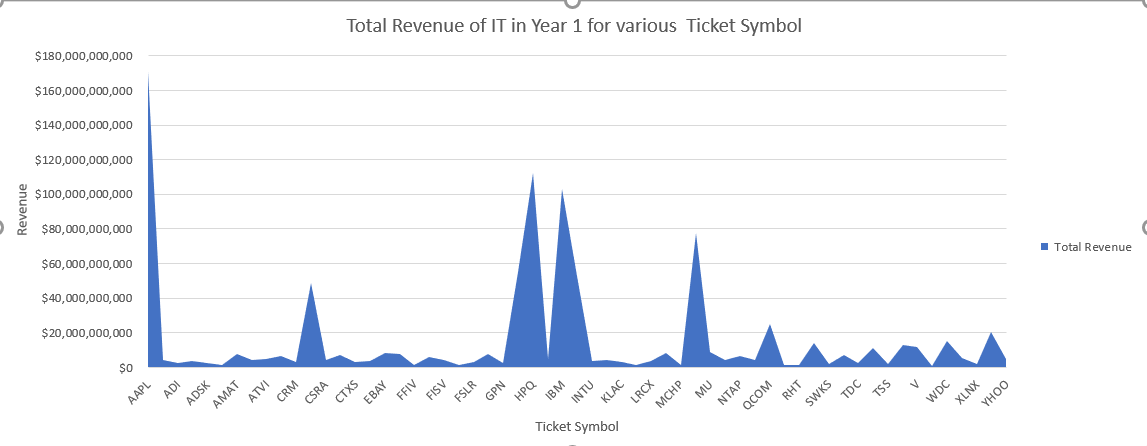 Total Revenue of IT in Year 1 for various  Ticket Symbol
$180,000,000,000
$160,000,000,000
$140,000,000,000
$120,000,000,000
$100,000,000,000
$80,000,000,000
$60,000,000,000
$40,000,000,000
$20,000,000,000
$0
Revenue
AAPL
ADI
ADSK
AMAT
ATVI
CRM
CSRA
CTXS
EBAY
FFIV
FISV
FSLR
GPN
HPQ
IBM
INTU
KLAC
LRCX
MCHP
MU
NTAP
QCOM
RHT
SWKS
TDC
TSS
V
WDC
XLNX
YHOO
Ticket Symbol
Total Revenue